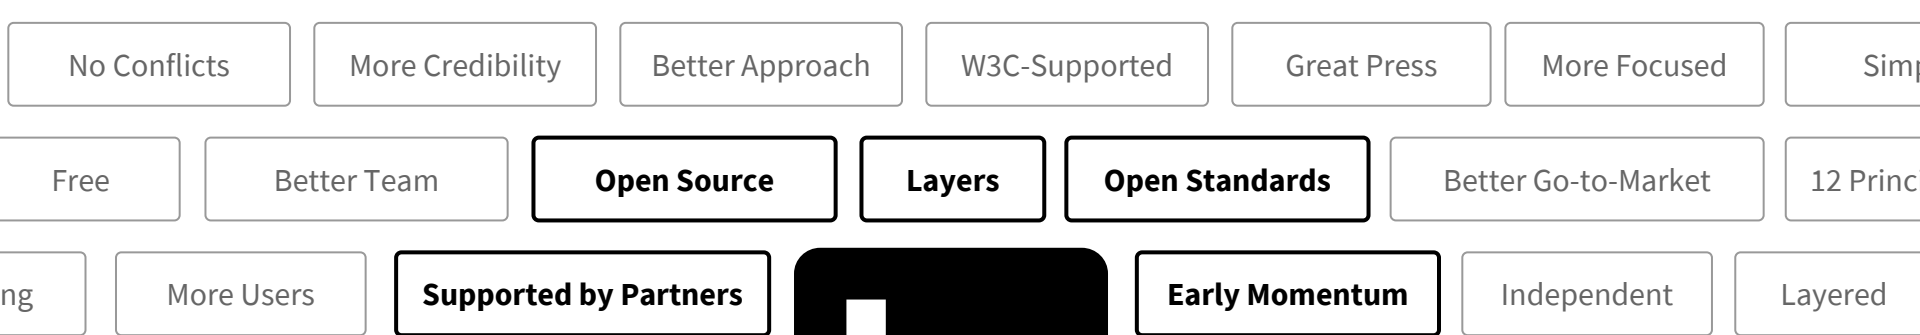 No Conflicts More Credibility Better Approach W3C-Supported Great Press More Focused
Free Better Team Open Source Layers Open Standards Better Go-to-Market 12
More Users Supported by Partners Early Momentum Independent Layered